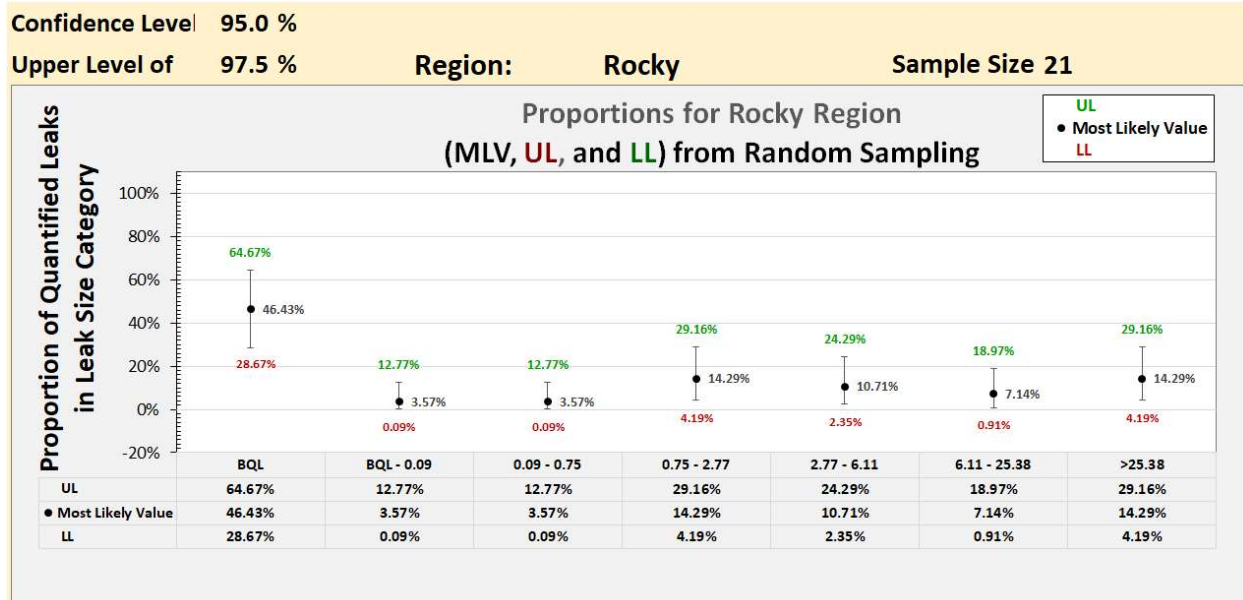 Confidence Level 95.0 %
Upper Level of 97.5 % Region: Rocky Sample Size 21
Proportions for Rocky Region
(MLV, UL, and LL) from Random Sampling
UL
● Most Likely Value
LL
Proportion of Quantified Leaks
in Leak Size Category
100%
80%
60%
40%
20%
0%
-20%
64.67%
46.43%
28.67%
12.77%
3.57%
0.09%
12.77%
3.57%
0.09%
29.16%
14.29%
4.19%
24.29%
10.71%
2.35%
18.97%
7.14%
0.91%
29.16%
14.29%
4.19%
BQL BQL - 0.09 0.09 - 0.75 0.75 - 2.77 2.77 - 6.11 6.11 - 25.38 >25.38
UL 64.67% 12.77% 12.77% 29.16% 24.29% 18.97% 29.16%
● Most Likely Value 46.43% 3.57% 3.57% 14.29% 10.71% 7.14% 14.29%
LL 28.67% 0.09% 0.09% 4.19% 2.35% 0.91% 4.19%